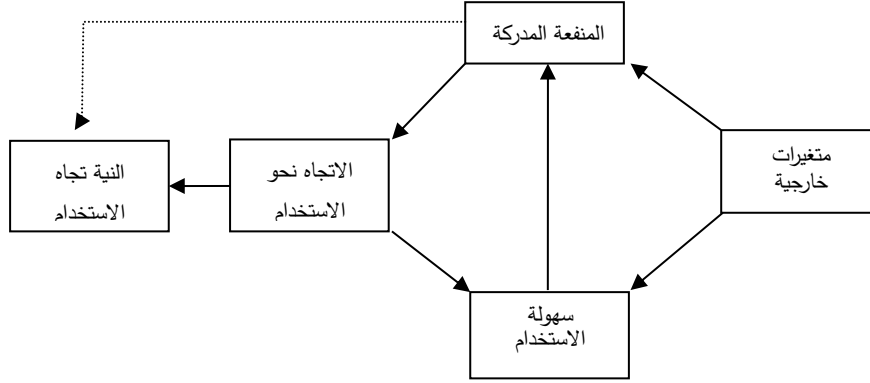 المنفعة المدركة
متغيرات
خارجية
الاتجاه نحو
الاستخدام
النية تجاه
الاستخدام
سهولة
الاستخدام